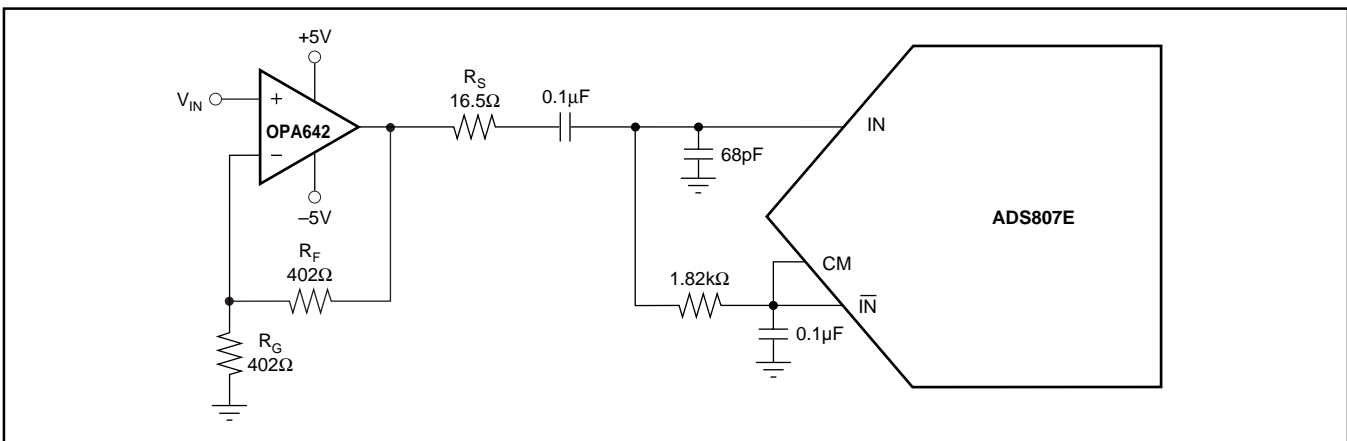 +5V
V_IN
+
OPA642
–
–5V
R_S
16.5Ω
0.1µF
68pF
IN
ADS807E
CM
I̅N̅
1.82kΩ
0.1µF
R_F
402Ω
R_G
402Ω